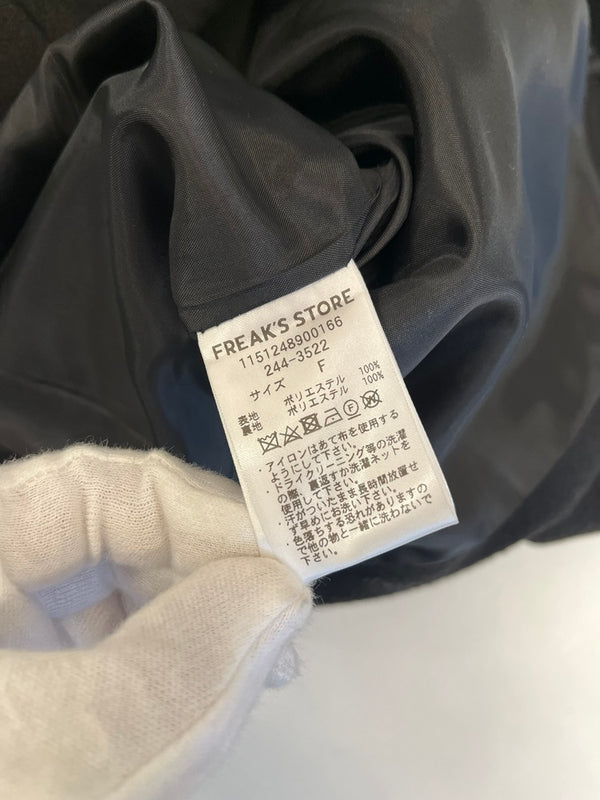 FREAK'S STORE
1151248900166
244-3522
サイズ F
表地 ポリエステル 100%
裏地 ポリエステル 100%
・アイロンはあて布を使用する
ようにして下さい。
・ドライクリーニング等の洗濯
の際、裏返すか洗濯ネットを
使用して下さい。
・汗がついたまま長時間放置せ
ず早めにお洗い下さい。
・色落ちする恐れがありますの
で他の物と一緒に洗わないで
下さい。